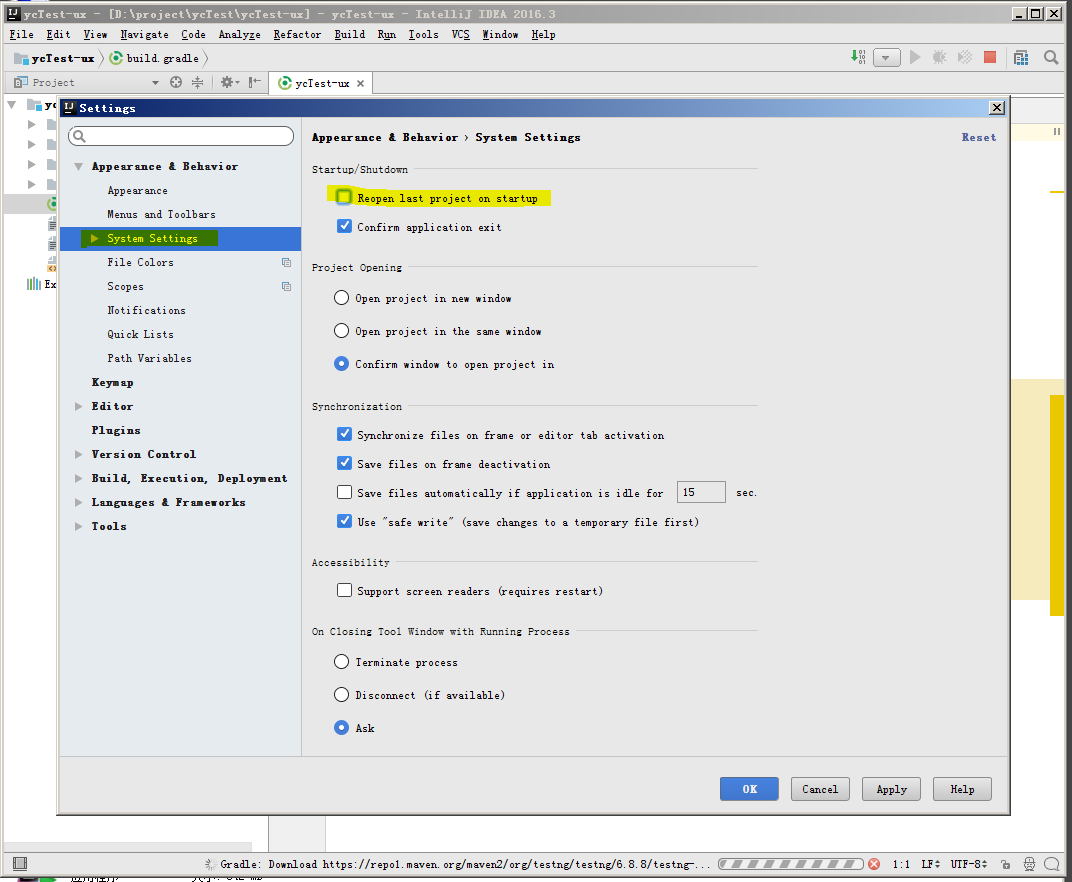 ycTest-ux - [D:\project\ycTest\ycTest-ux] - ycTest-ux - IntelliJ IDEA 2016.3
File Edit View Navigate Code Analyze Refactor Build Run Tools VCS Window Help
ycTest-ux build.gradle
Project ycTest-ux
Settings
Appearance & Behavior › System Settings Reset
Appearance & Behavior
Appearance
Menus and Toolbars
System Settings
File Colors
Scopes
Notifications
Quick Lists
Path Variables
Keymap
Editor
Plugins
Version Control
Build, Execution, Deployment
Languages & Frameworks
Tools
Startup/Shutdown
Reopen last project on startup
Confirm application exit
Project Opening
Open project in new window
Open project in the same window
Confirm window to open project in
Synchronization
Synchronize files on frame or editor tab activation
Save files on frame deactivation
Save files automatically if application is idle for 15 sec.
Use "safe write" (save changes to a temporary file first)
Accessibility
Support screen readers (requires restart)
On Closing Tool Window with Running Process
Terminate process
Disconnect (if available)
Ask
OK Cancel Apply Help
Gradle: Download https://repo1.maven.org/maven2/org/testng/testng/6.8.8/testng-... 1:1 LF UTF-8